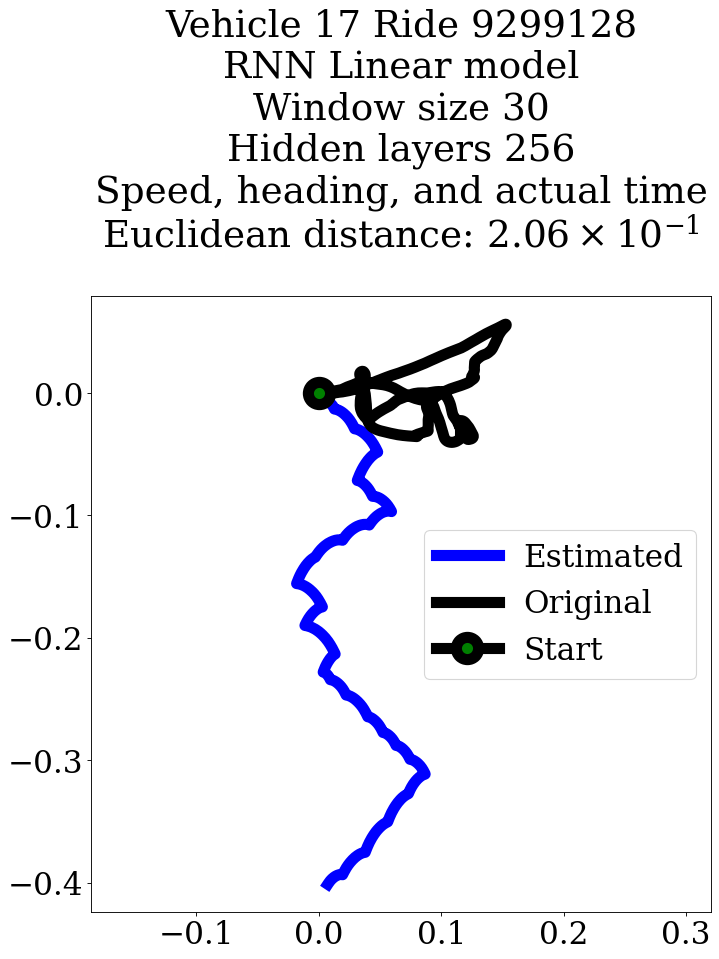 Vehicle 17 Ride 9299128
RNN Linear model
Window size 30
Hidden layers 256
Speed, heading, and actual time
Euclidean distance: 2.06 × 10⁻¹
0.0
−0.1
−0.2
−0.3
−0.4
Estimated
Original
Start
−0.1 0.0 0.1 0.2 0.3